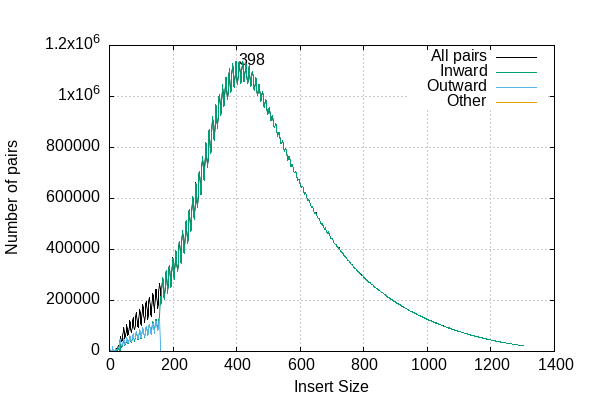 1.2x10⁶
1x10⁶
800000
600000
400000
200000
0
0 200 400 600 800 1000 1200 1400
Number of pairs
Insert Size
398
All pairs
Inward
Outward
Other